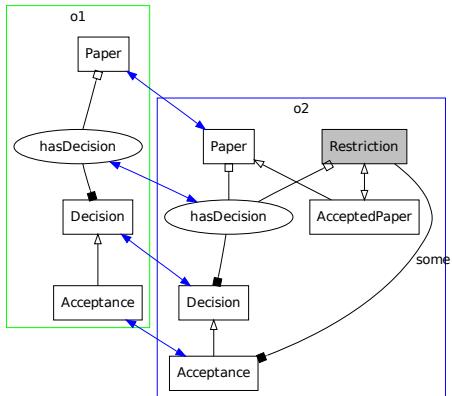 o1
Paper
hasDecision
Decision
Acceptance
o2
Paper
Restriction
hasDecision
AcceptedPaper
some
Decision
Acceptance